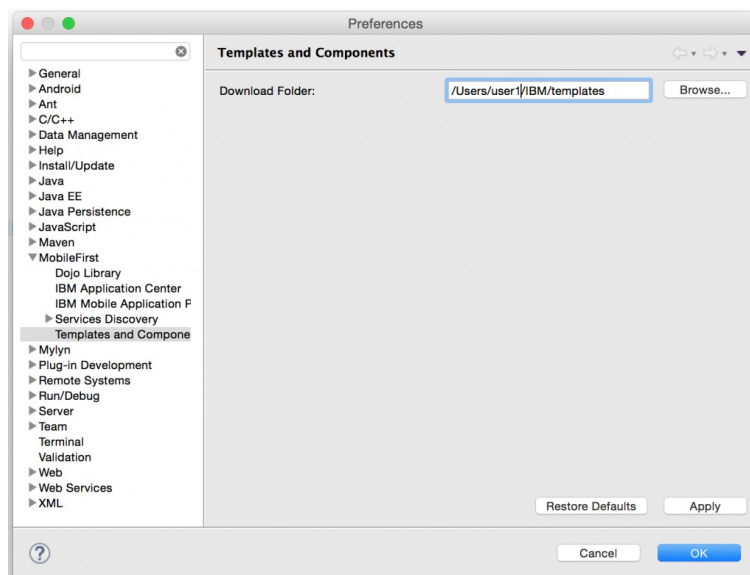 Preferences
Templates and Components
General
Android
Ant
C/C++
Data Management
Help
Install/Update
Java
Java EE
Java Persistence
JavaScript
Maven
MobileFirst
Dojo Library
IBM Application Center
IBM Mobile Application P
Services Discovery
Templates and Compone
Mylyn
Plug-in Development
Remote Systems
Run/Debug
Server
Team
Terminal
Validation
Web
Web Services
XML
Download Folder: /Users/user1/IBM/templates Browse...
Restore Defaults Apply
? Cancel OK